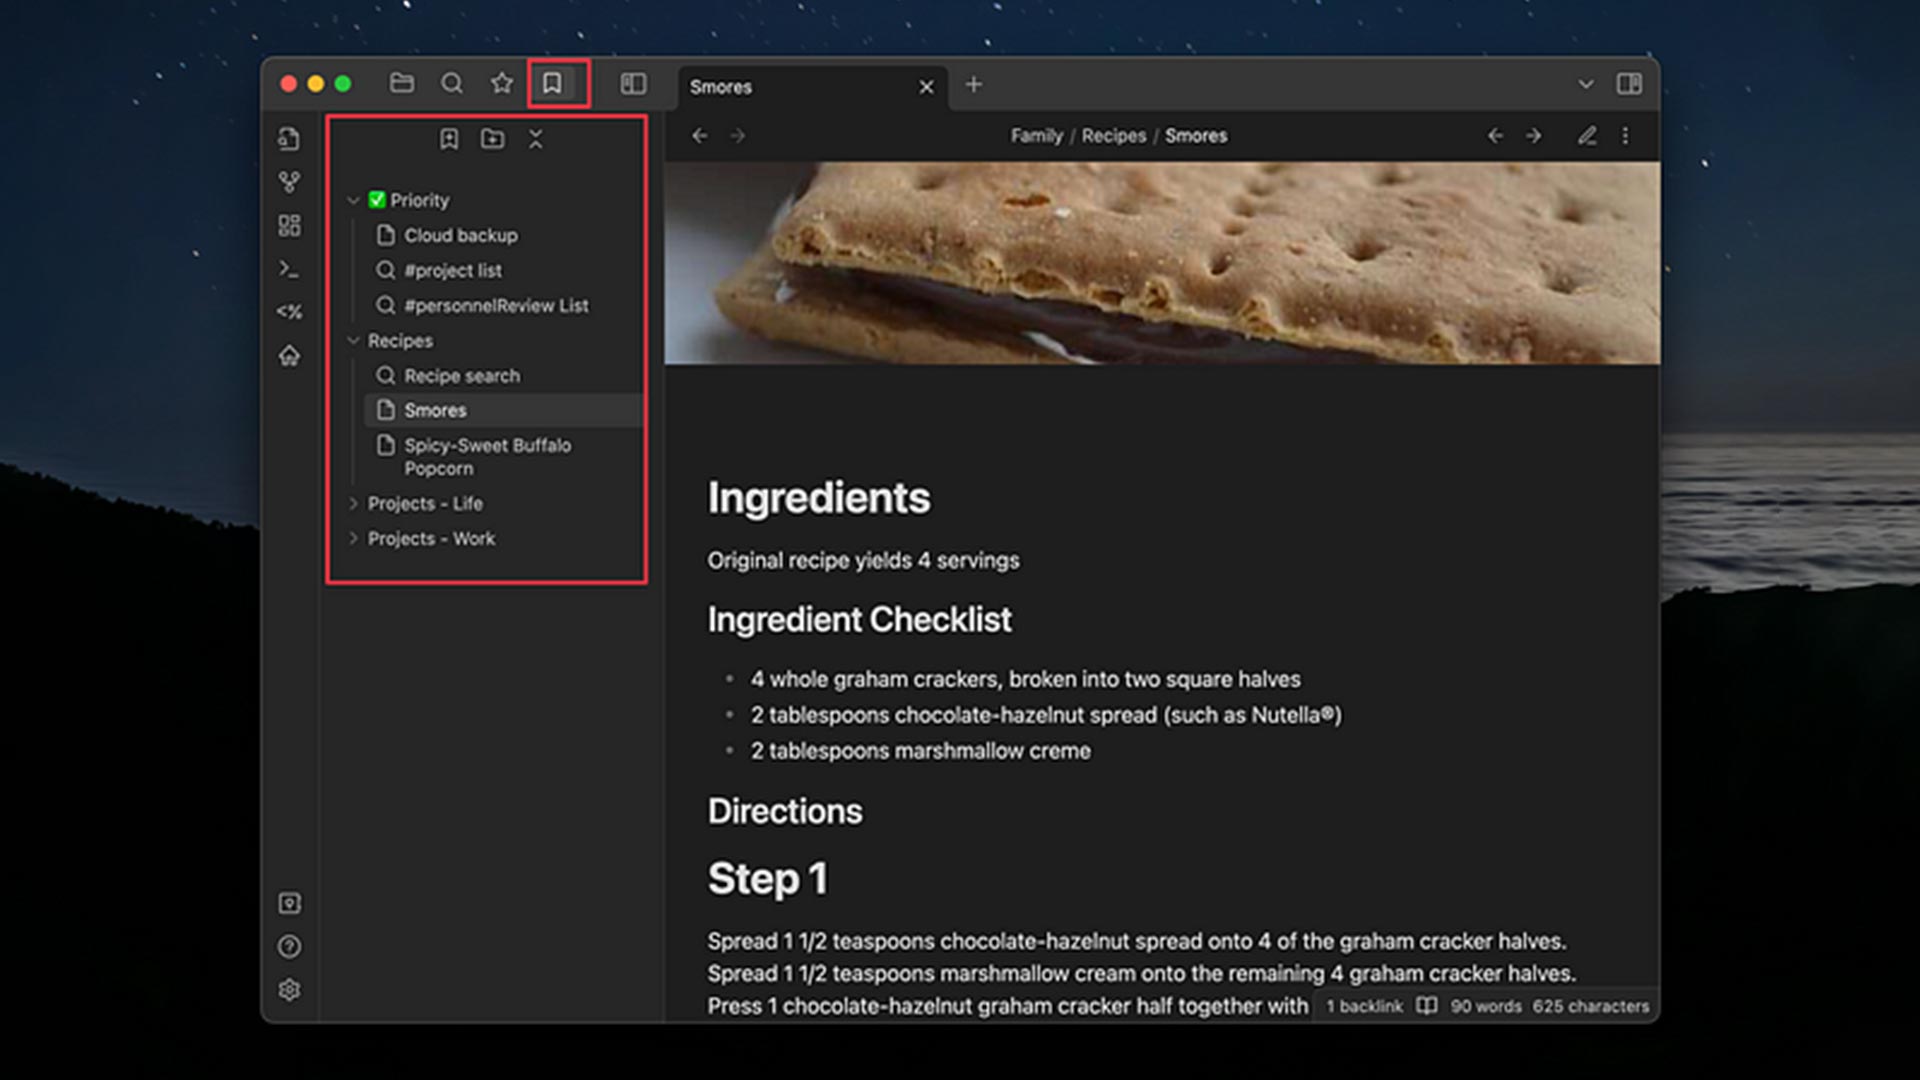 Smores
Family / Recipes / Smores
Priority
Cloud backup
#project list
#personnelReview List
Recipes
Recipe search
Smores
Spicy-Sweet Buffalo
Popcorn
Projects - Life
Projects - Work
Ingredients
Original recipe yields 4 servings
Ingredient Checklist
4 whole graham crackers, broken into two square halves
2 tablespoons chocolate-hazelnut spread (such as Nutella®)
2 tablespoons marshmallow creme
Directions
Step 1
Spread 1 1/2 teaspoons chocolate-hazelnut spread onto 4 of the graham cracker halves.
Spread 1 1/2 teaspoons marshmallow cream onto the remaining 4 graham cracker halves.
Press 1 chocolate-hazelnut graham cracker half together with
1 backlink 90 words 625 characters